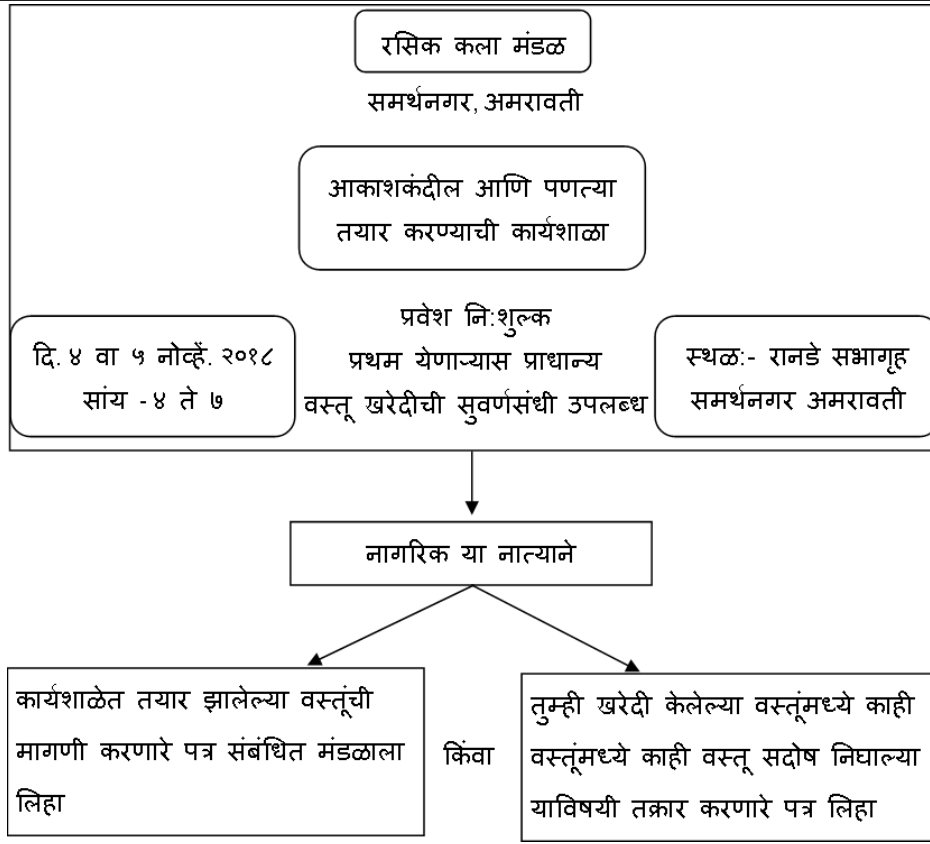 रसिक कला मंडळ
समर्थनगर, अमरावती
आकाशकंदील आणि पणत्या
तयार करण्याची कार्यशाळा
प्रवेश नि:शुल्क
प्रथम येणाऱ्यास प्राधान्य
वस्तू खरेदीची सुवर्णसंधी उपलब्ध
दि. ४ वा ५ नोव्हें. २०१८
सांय - ४ ते ७
स्थळ:- रानडे सभागृह
समर्थनगर अमरावती
नागरिक या नात्याने
कार्यशाळेत तयार झालेल्या वस्तूंची
मागणी करणारे पत्र संबंधित मंडळाला
लिहा
किंवा
तुम्ही खरेदी केलेल्या वस्तूंमध्ये काही
वस्तूंमध्ये काही वस्तू सदोष निघाल्या
याविषयी तक्रार करणारे पत्र लिहा